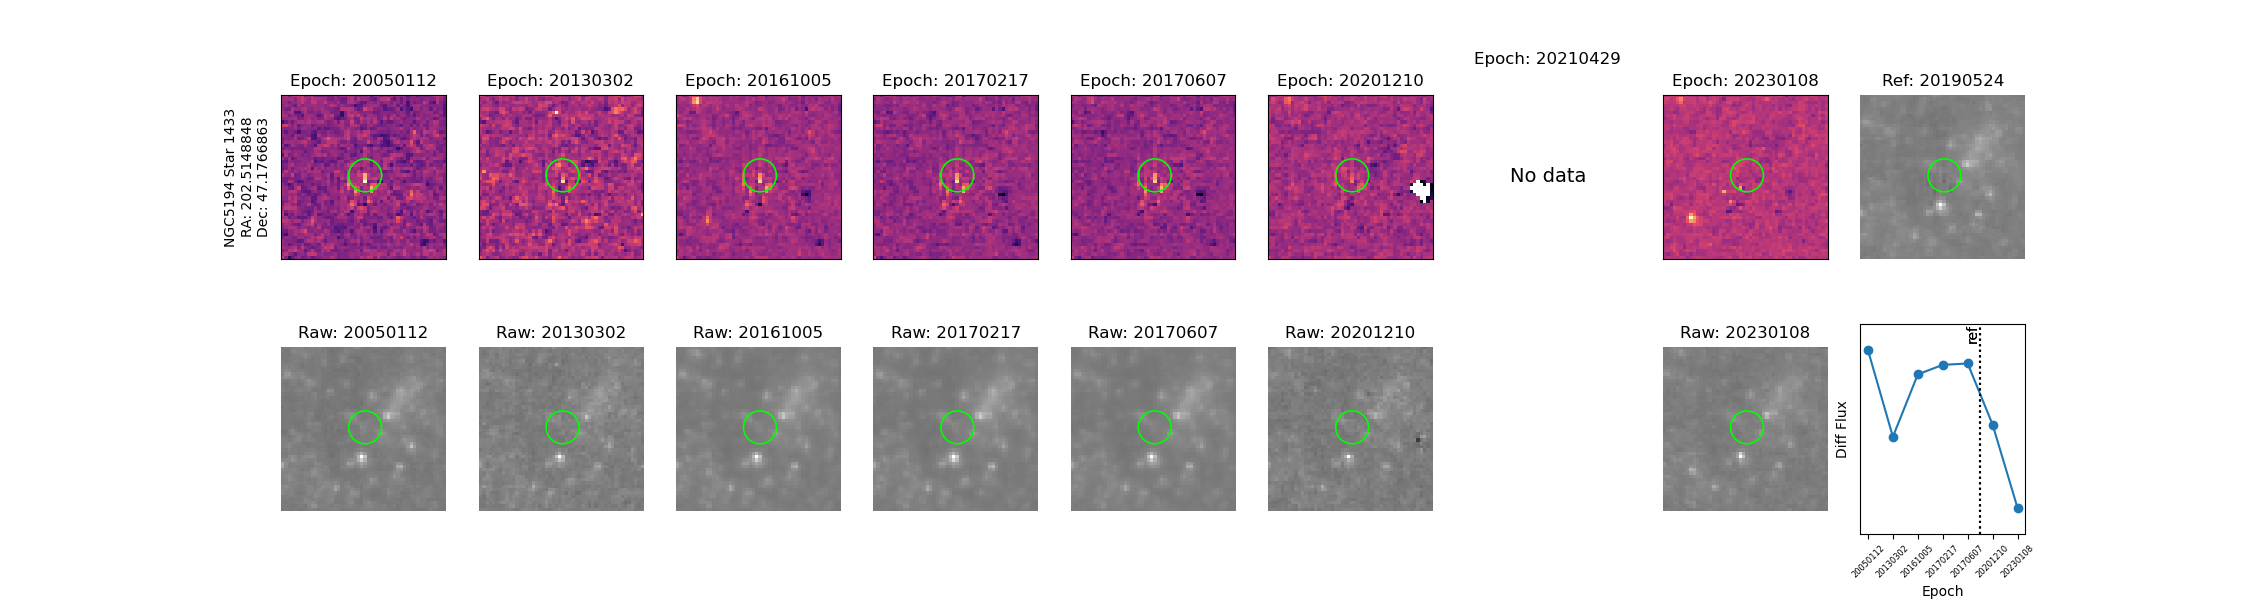 Epoch: 20210429
Epoch: 20050112
Epoch: 20130302
Epoch: 20161005
Epoch: 20170217
Epoch: 20170607
Epoch: 20201210
Epoch: 20230108
Ref: 20190524
NGC5194 Star 1433
RA: 202.5148848
Dec: 47.1766863
No data
Raw: 20050112
Raw: 20130302
Raw: 20161005
Raw: 20170217
Raw: 20170607
Raw: 20201210
Raw: 20230108
ref
Diff Flux
20050112
20130302
20161005
20170217
20170607
20201210
20230108
Epoch